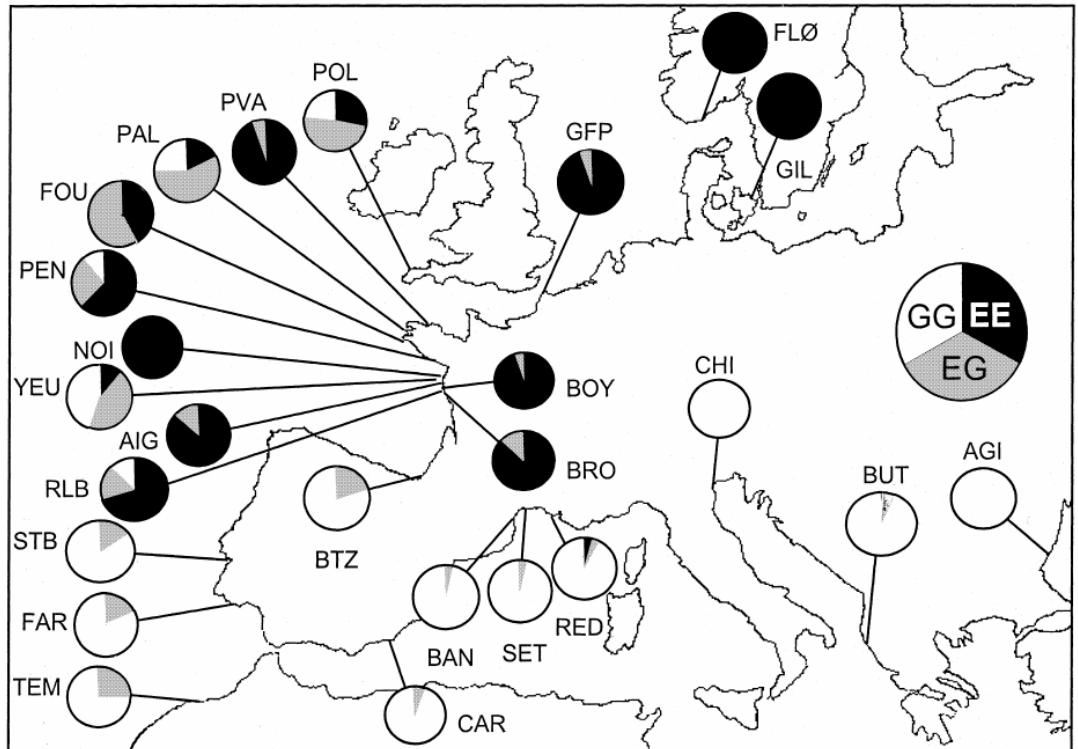 FLØ
POL
PVA
GFP
PAL
GIL
FOU
PEN
GG
EE
EG
NOI
CHI
YEU
BOY
AIG
BRO
AGI
BUT
RLB
STB
BTZ
FAR
RED
BAN
SET
TEM
CAR